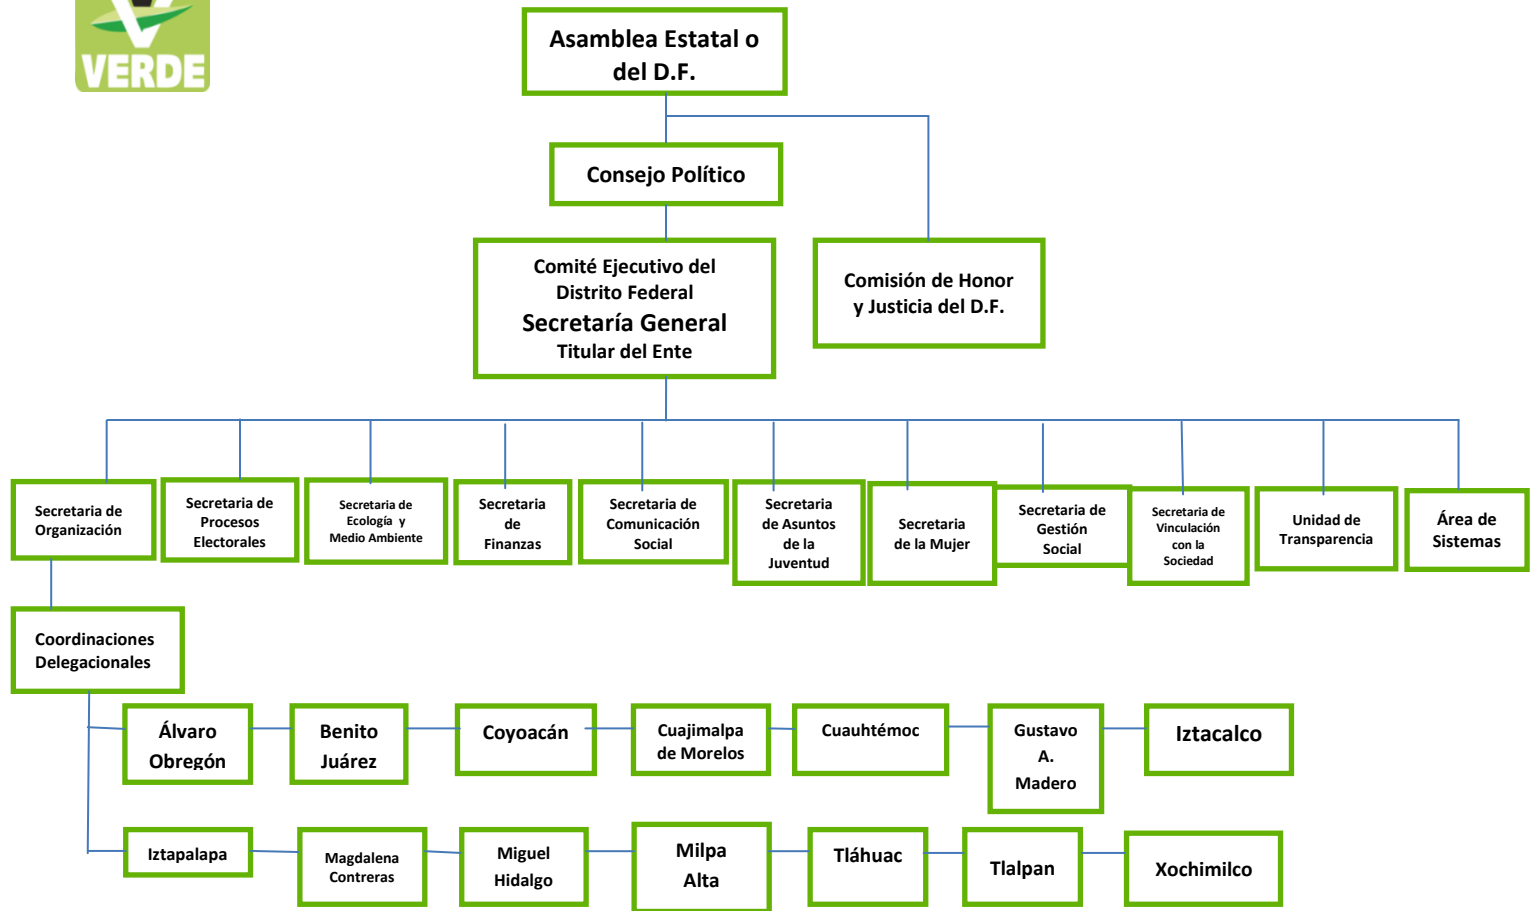 VERDE
Asamblea Estatal o
del D.F.
Consejo Político
Comité Ejecutivo del
Distrito Federal
Secretaría General
Titular del Ente
Comisión de Honor
y Justicia del D.F.
Secretaria de
Organización
Secretaria de
Procesos
Electorales
Secretaria de
Ecología y
Medio Ambiente
Secretaria
de
Finanzas
Secretaria de
Comunicación
Social
Secretaria
de Asuntos
de la
Juventud
Secretaria
de la Mujer
Secretaria de
Gestión
Social
Secretaria de
Vinculación
con la
Sociedad
Unidad de
Transparencia
Área de
Sistemas
Coordinaciones
Delegacionales
Álvaro
Obregón
Benito
Juárez
Coyoacán
Cuajimalpa
de Morelos
Cuauhtémoc
Gustavo
A.
Madero
Iztacalco
Iztapalapa
Magdalena
Contreras
Miguel
Hidalgo
Milpa
Alta
Tláhuac
Tlalpan
Xochimilco